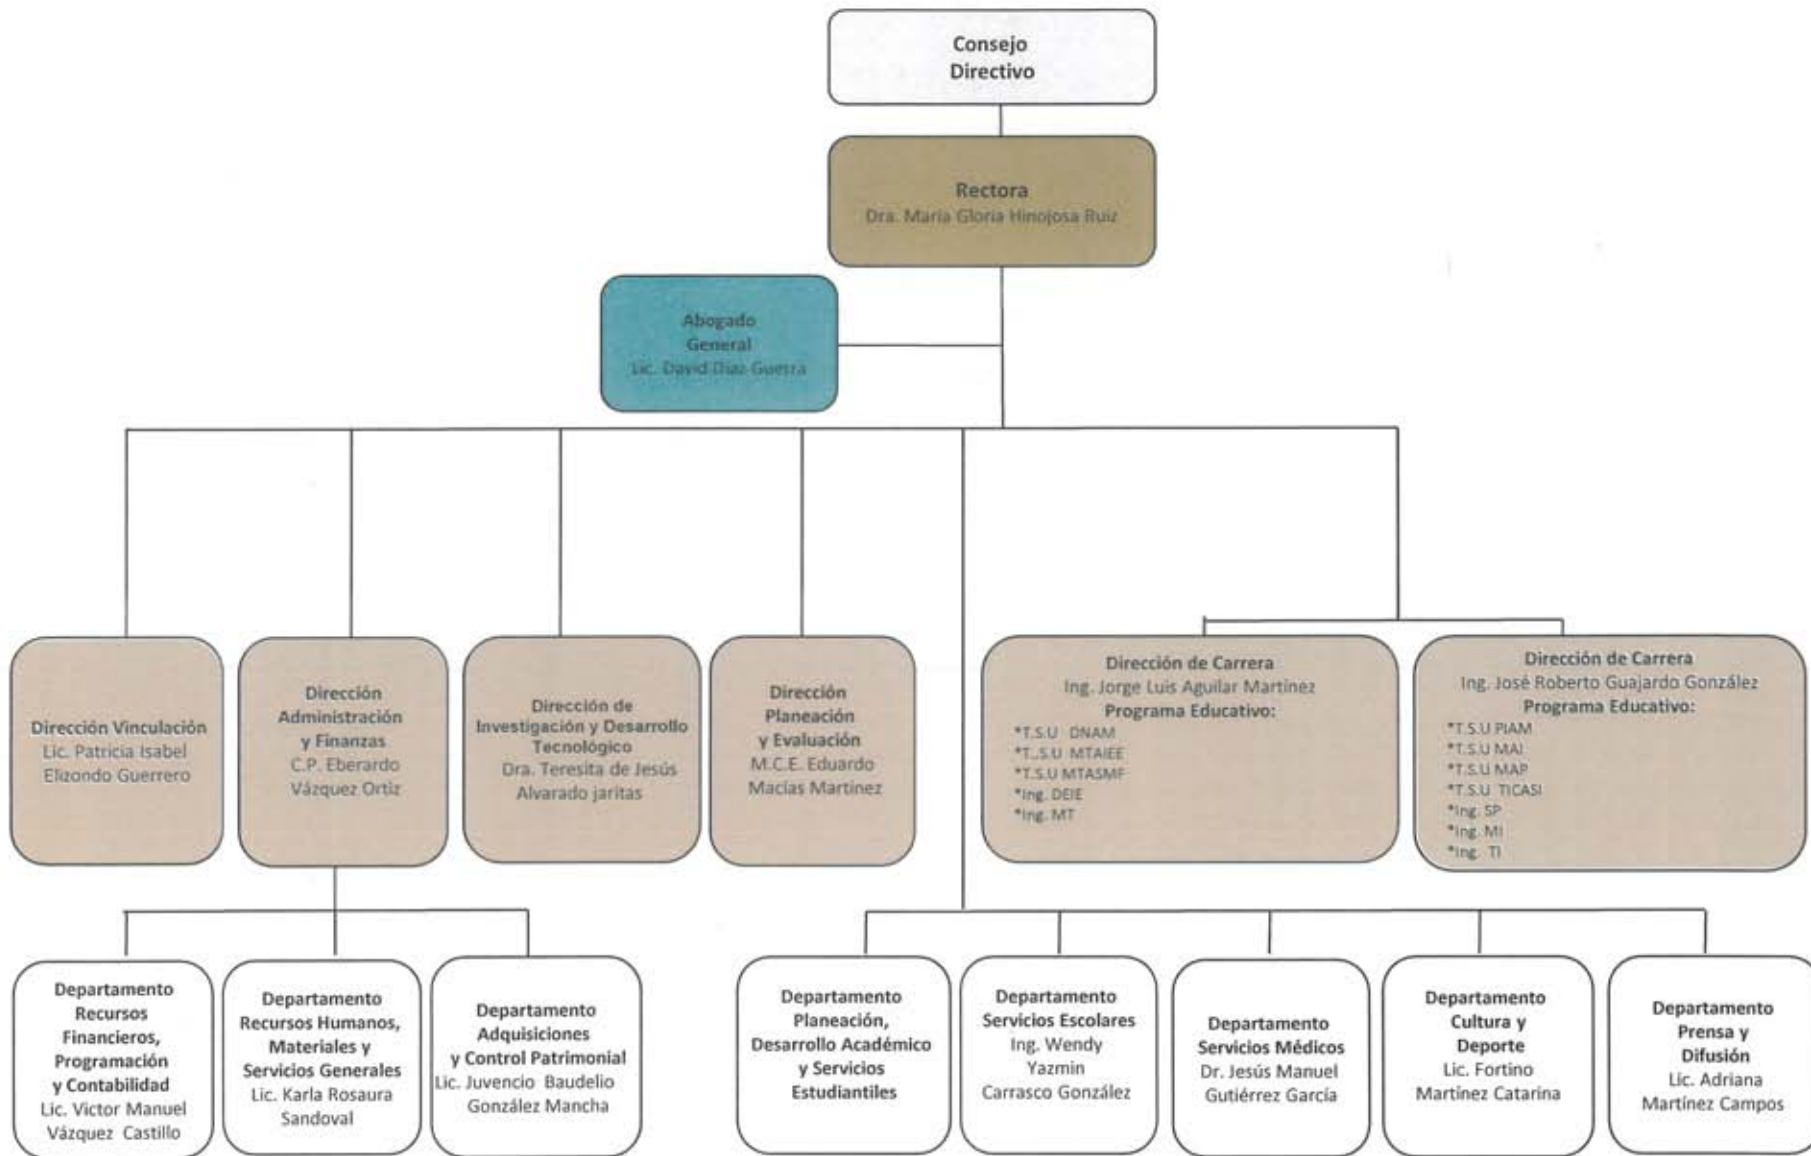 Consejo
Directivo
Rectora
Dra. María Gloria Hinojosa Ruiz
Abogado
General
Lic. David Díaz Guerra
Dirección Vinculación
Lic. Patricia Isabel
Elizondo Guerrero
Dirección
Administración
y Finanzas
C.P. Eberardo
Vázquez Ortiz
Dirección de
Investigación y Desarrollo
Tecnológico
Dra. Teresita de Jesús
Alvarado jaritas
Dirección
Planeación
y Evaluación
M.C.E. Eduardo
Macías Martinez
Dirección de Carrera
Ing. Jorge Luis Aguilar Martínez
Programa Educativo:
*T.S.U DNAM
*T..S.U MTAIEE
*T.S.U MTASMF
*Ing. DEIE
*Ing. MT
Dirección de Carrera
Ing. José Roberto Guajardo González
Programa Educativo:
*T.S.U PIAM
*T.S.U MAI
*T.S.U MAP
*T.S.U TICASI
*Ing. SP
*Ing. MI
*Ing. TI
Departamento
Recursos
Financieros,
Programación
y Contabilidad
Lic. Victor Manuel
Vázquez Castillo
Departamento
Recursos Humanos,
Materiales y
Servicios Generales
Lic. Karla Rosaura
Sandoval
Departamento
Adquisiciones
y Control Patrimonial
Lic. Juvencio Baudelio
González Mancha
Departamento
Planeación,
Desarrollo Académico
y Servicios
Estudiantiles
Departamento
Servicios Escolares
Ing. Wendy
Yazmin
Carrasco González
Departamento
Servicios Médicos
Dr. Jesús Manuel
Gutiérrez García
Departamento
Cultura y
Deporte
Lic. Fortino
Martínez Catarina
Departamento
Prensa y
Difusión
Lic. Adriana
Martínez Campos